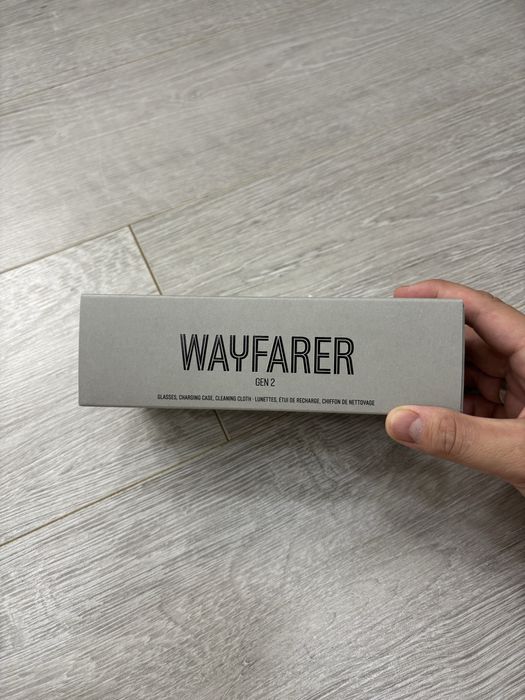 WAYFARER
GEN 2
GLASSES, CHARGING CASE, CLEANING CLOTH · LUNETTES, ÉTUI DE RECHARGE, CHIFFON DE NETTOYAGE